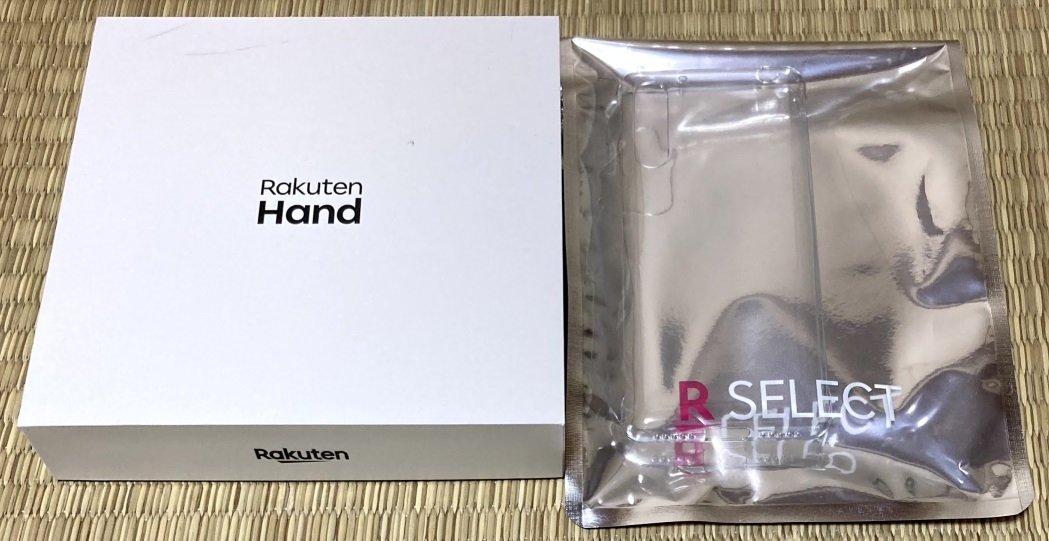 Rakuten
Hand
Rakuten
R SELECT